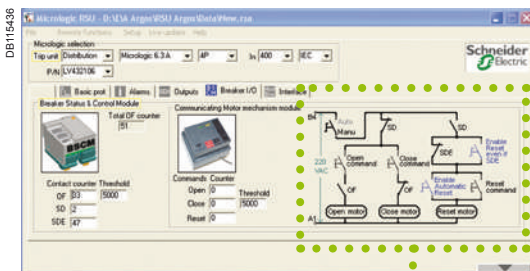 DB115436
Micrologic RSU - D:\ESA Argos\RSU Argos\Data\New.rsa
File Remote functions Setup Live update Help
Micrologic selection
Trip unit Distribution Micrologic 6.3 A 4P In 400 IEC
P/N LV432106
Schneider
Electric
Basic prot Alarms Outputs Breaker I/O Interface
Breaker Status & Control Module
Total OF counter
51
BSCM
Contact counter Threshold
OF 5000
SD 2
SDE 47
Communicating Motor mechanism module
Commands Counter
Open 0 Threshold
Close 0 5000
Reset 0
B4
Auto
Manu
SD
SD
220
VAC
Open
command
Close
command
SDE
Enable
Reset
even if
SDE
OF
OF
Enable
Automatic
Reset
Reset
command
A1
Open motor
Close motor
Reset motor